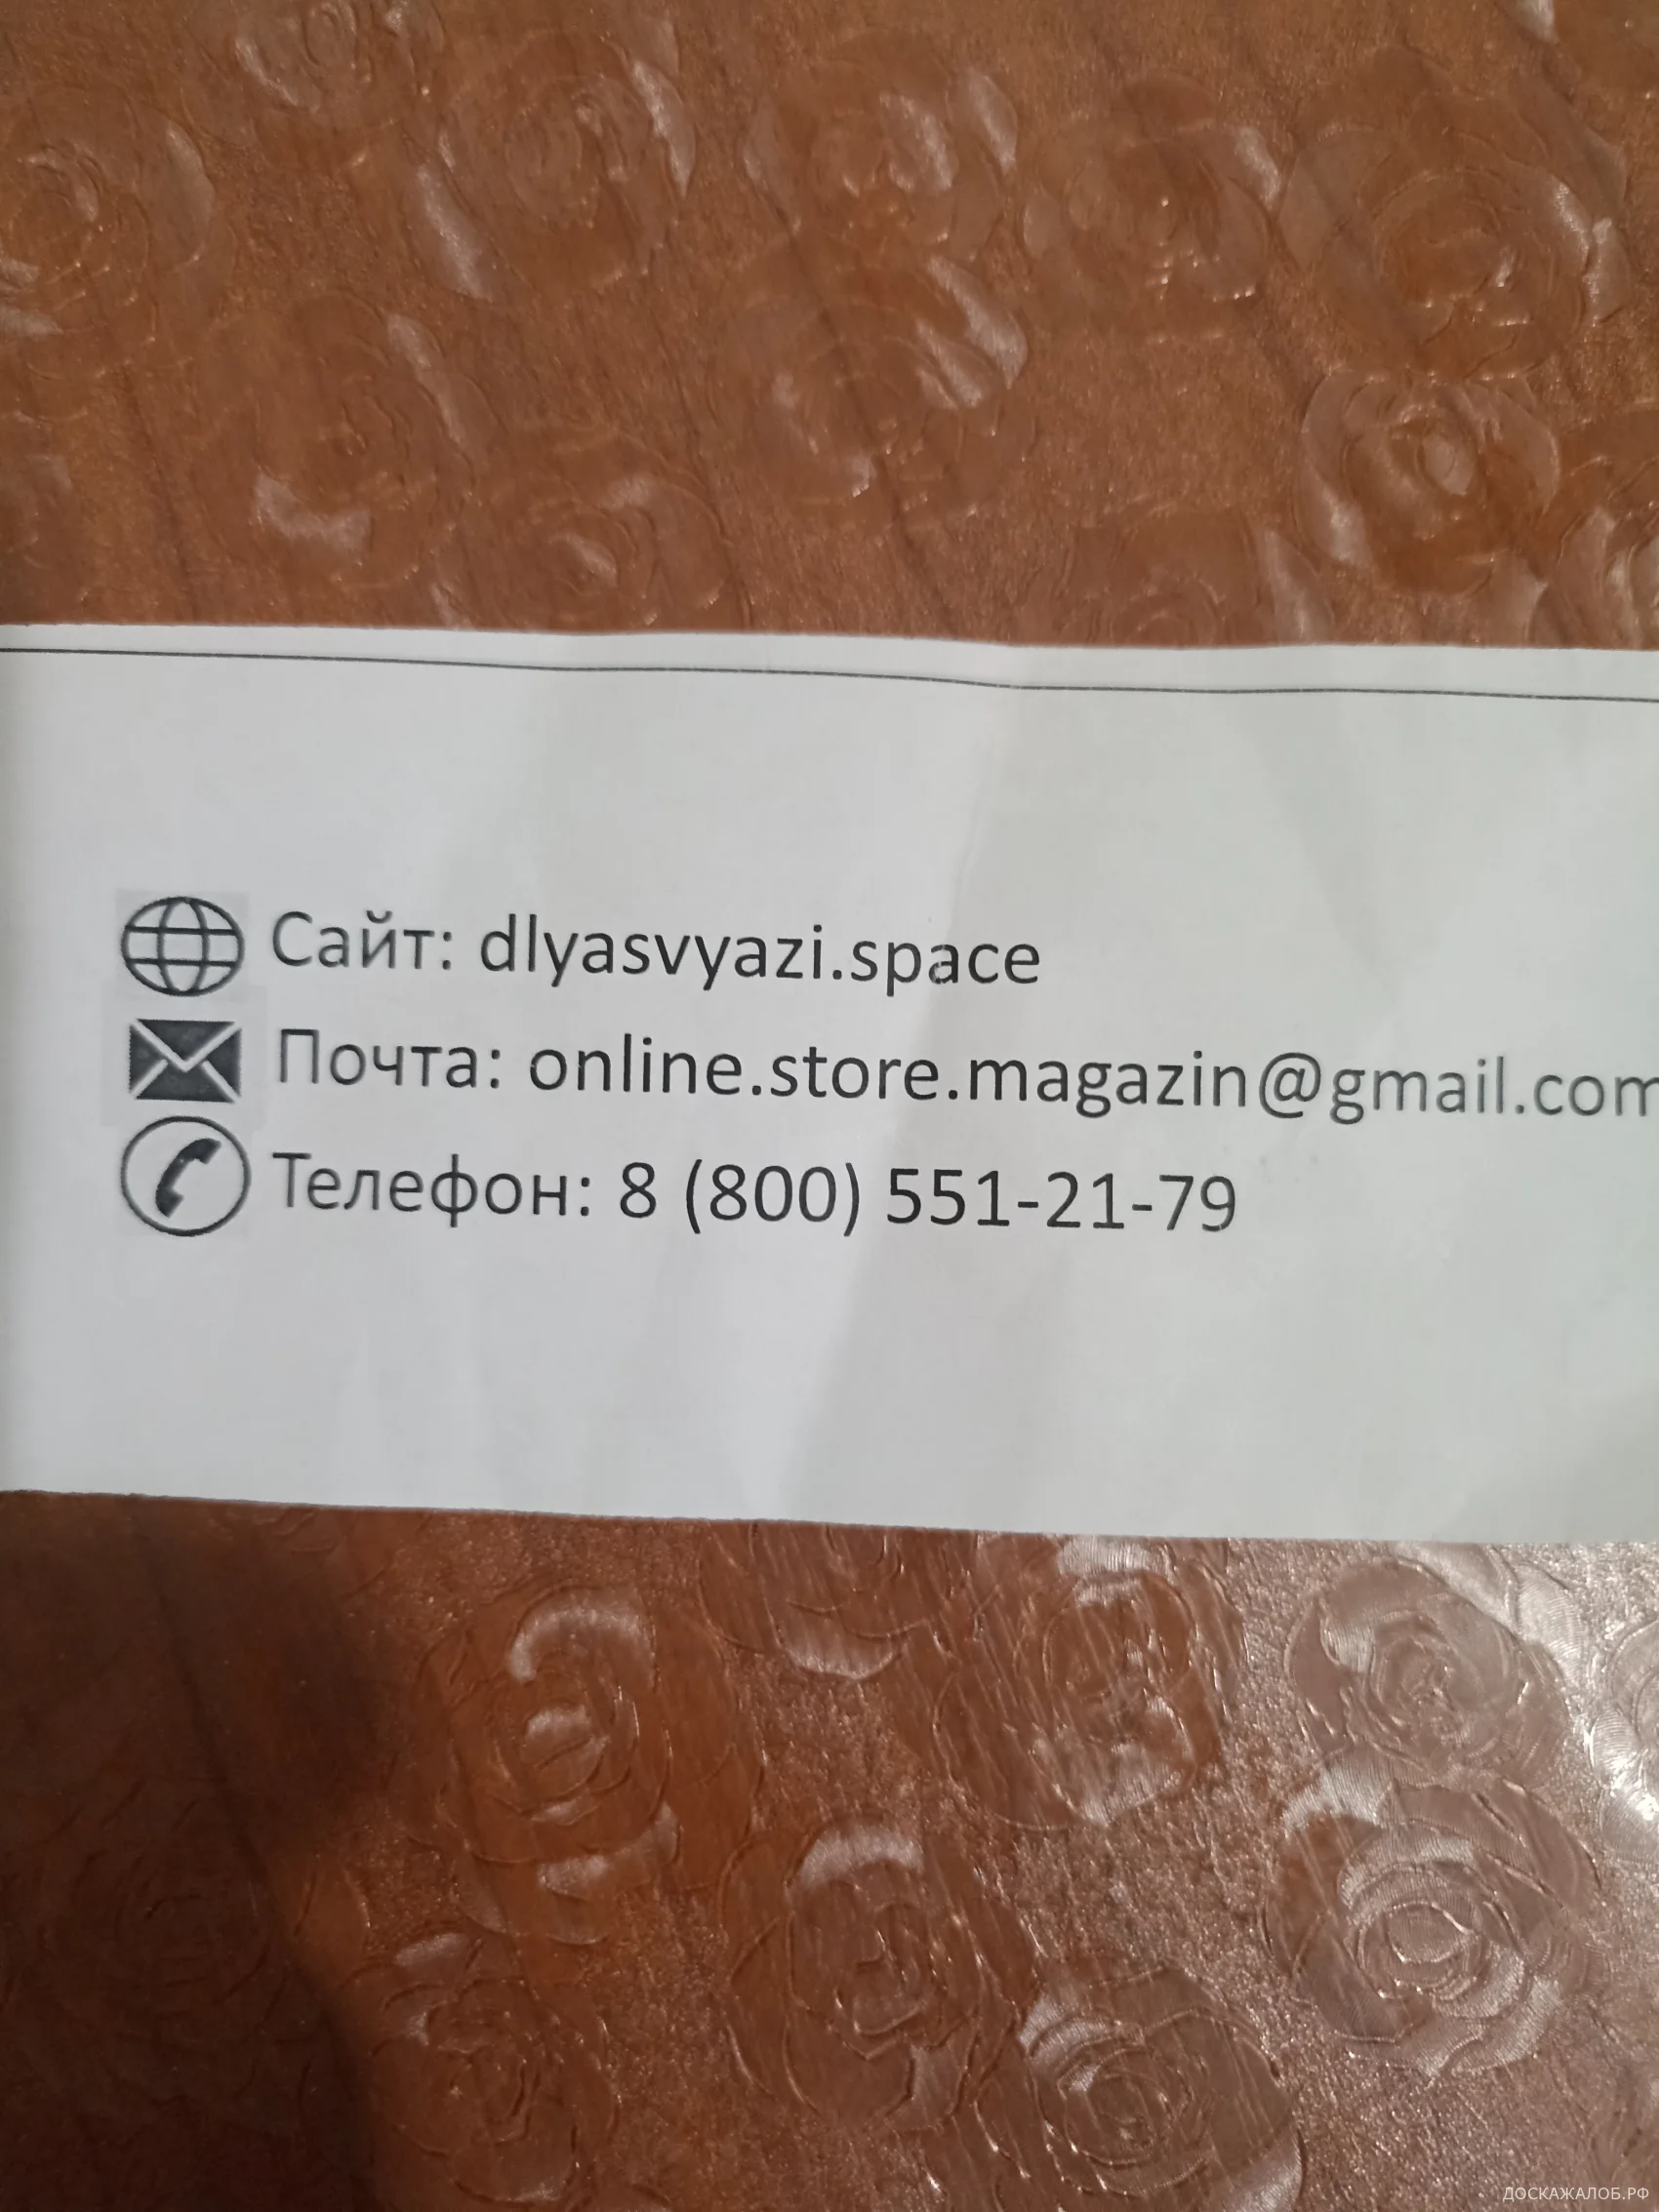 Сайт: dlyasvyazi.space
Почта: online.store.magazin@gmail.com
Телефон: 8 (800) 551-21-79
ДОСКАЖАЛОБ.РФ